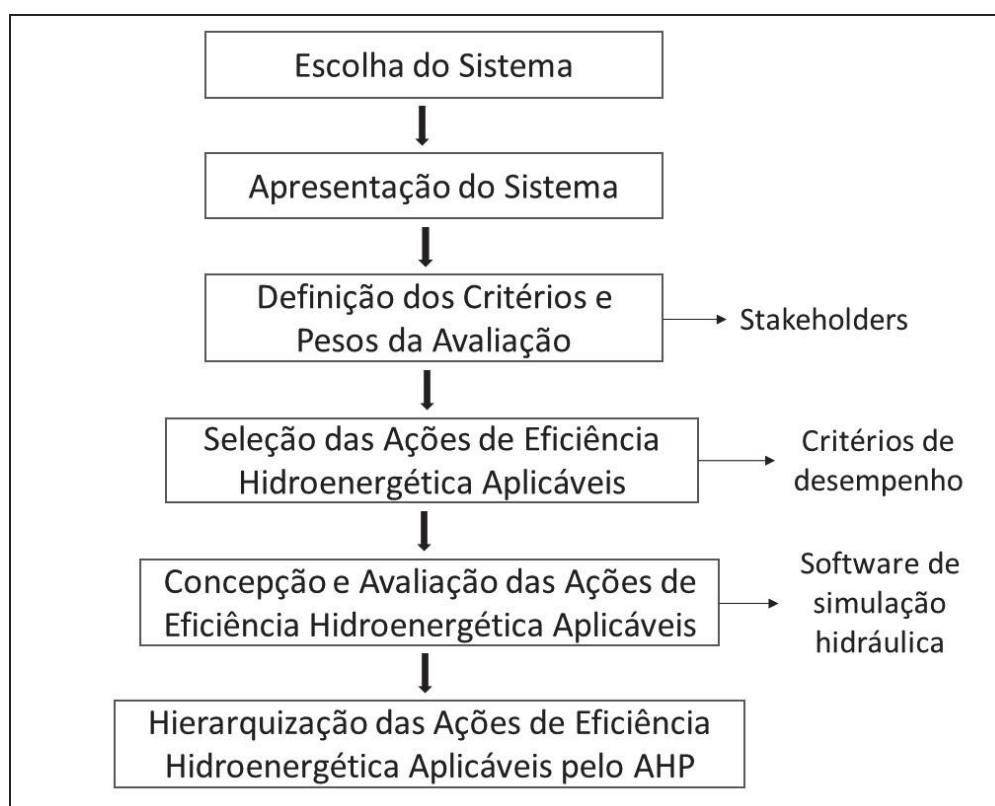 Escolha do Sistema
Apresentação do Sistema
Definição dos Critérios e
Pesos da Avaliação
Stakeholders
Seleção das Ações de Eficiência
Hidroenergética Aplicáveis
Critérios de
desempenho
Concepção e Avaliação das Ações de
Eficiência Hidroenergética Aplicáveis
Software de
simulação
hidráulica
Hierarquização das Ações de Eficiência
Hidroenergética Aplicáveis pelo AHP